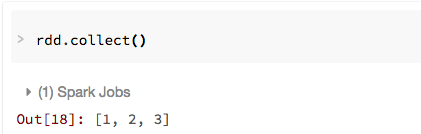 > rdd.collect()
(1) Spark Jobs
Out[18]: [1, 2, 3]